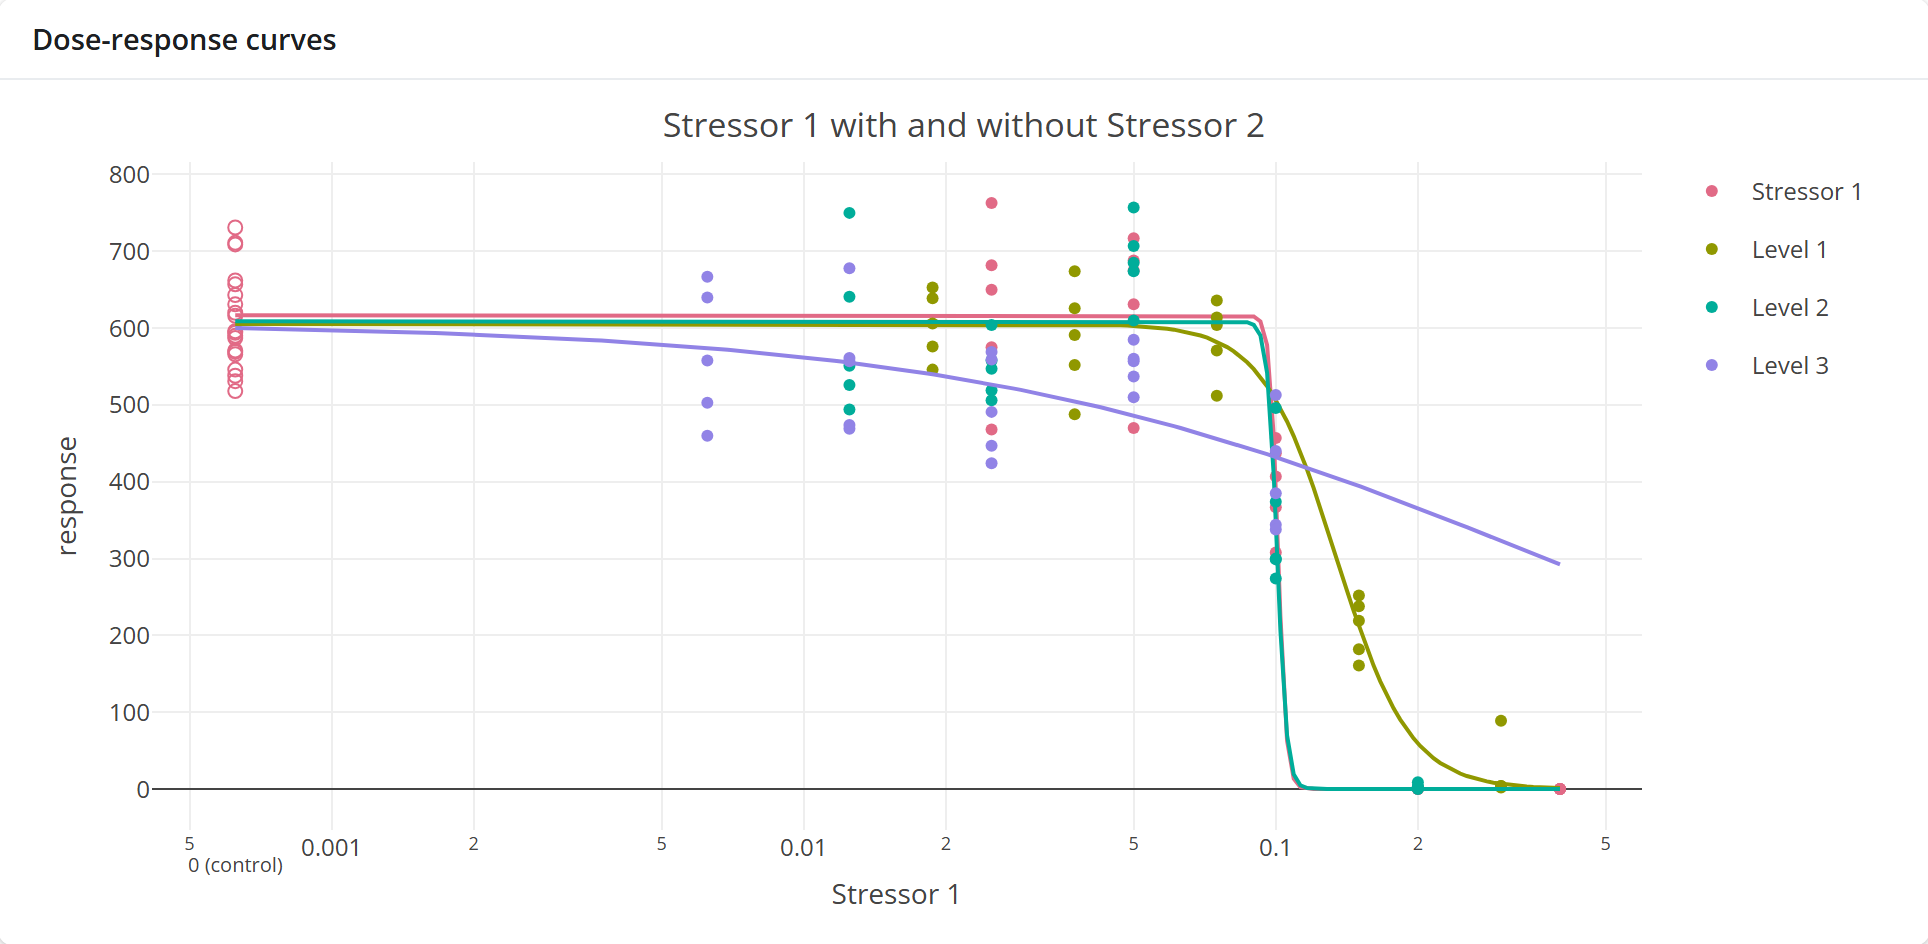 Dose-response curves
Stressor 1 with and without Stressor 2
800
700
600
500
400
300
200
100
0
response
5 0.001 2 5 0.01 2 5 0.1 2 5
0 (control)
Stressor 1
Stressor 1
Level 1
Level 2
Level 3